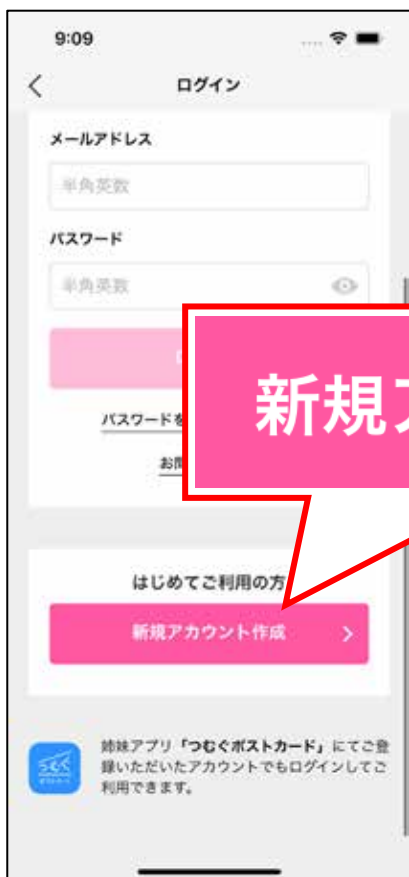 9:09
ログイン
メールアドレス
半角英数
パスワード
半角英数
新規
パスワードを
はじめてご利用の方
新規アカウント作成
姉妹アプリ「つむぐポストカード」にてご登
録いただいたアカウントでもログインしてご
利用できます。
つむぐ